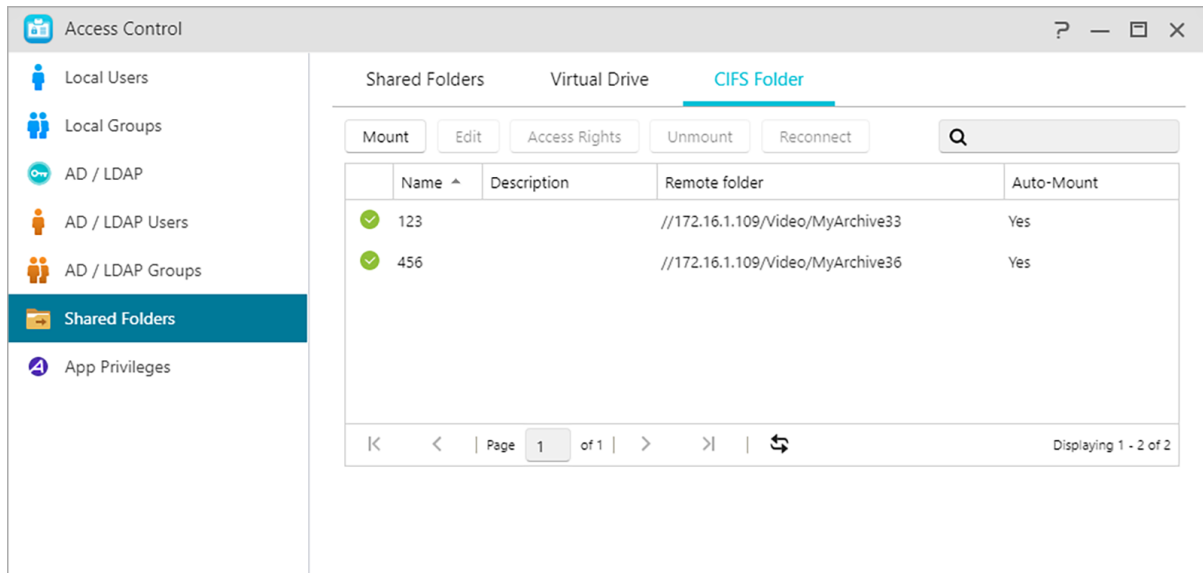 Access Control
Local Users
Local Groups
AD / LDAP
AD / LDAP Users
AD / LDAP Groups
Shared Folders
App Privileges
Shared Folders Virtual Drive CIFS Folder
Mount Edit Access Rights Unmount Reconnect
Name Description Remote folder Auto-Mount
123 //172.16.1.109/Video/MyArchive33 Yes
456 //172.16.1.109/Video/MyArchive36 Yes
Page 1 of 1 Displaying 1 - 2 of 2